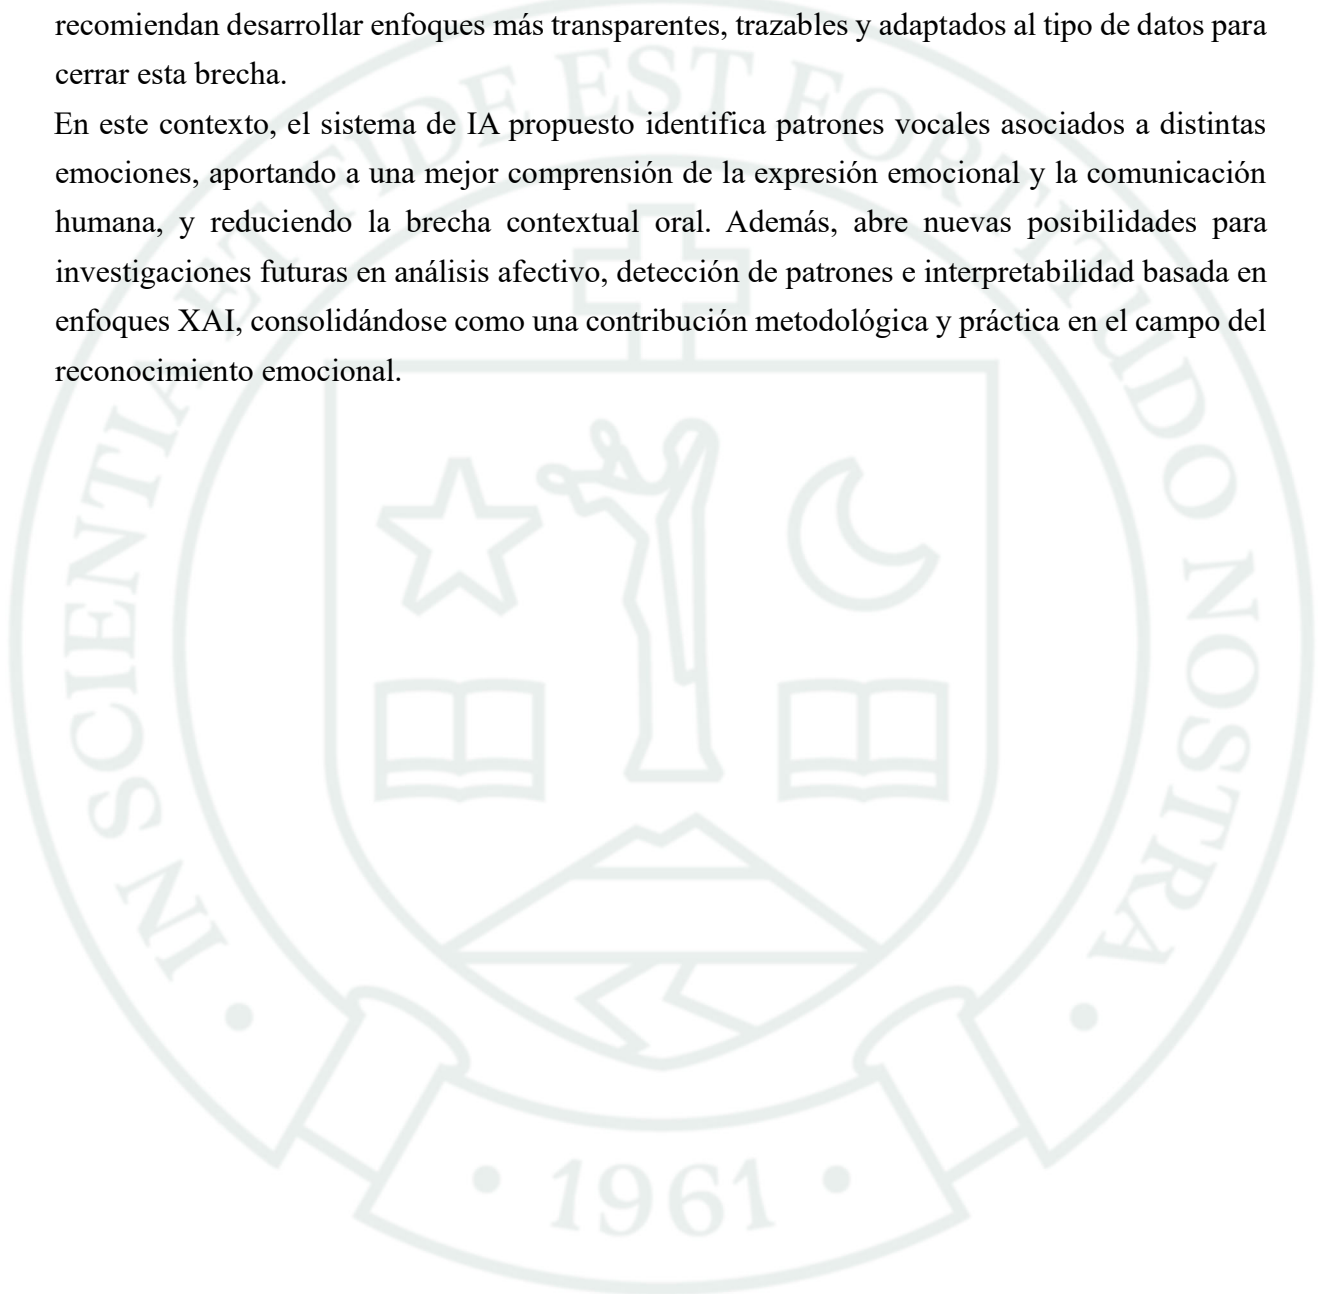 recomiendan desarrollar enfoques más transparentes, trazables y adaptados al tipo de datos para
cerrar esta brecha.
En este contexto, el sistema de IA propuesto identifica patrones vocales asociados a distintas
emociones, aportando a una mejor comprensión de la expresión emocional y la comunicación
humana, y reduciendo la brecha contextual oral. Además, abre nuevas posibilidades para
investigaciones futuras en análisis afectivo, detección de patrones e interpretabilidad basada en
enfoques XAI, consolidándose como una contribución metodológica y práctica en el campo del
reconocimiento emocional.
IN SCIENTIA ET FIDE EST FORTITUDO NOSTRA
• 1961 •